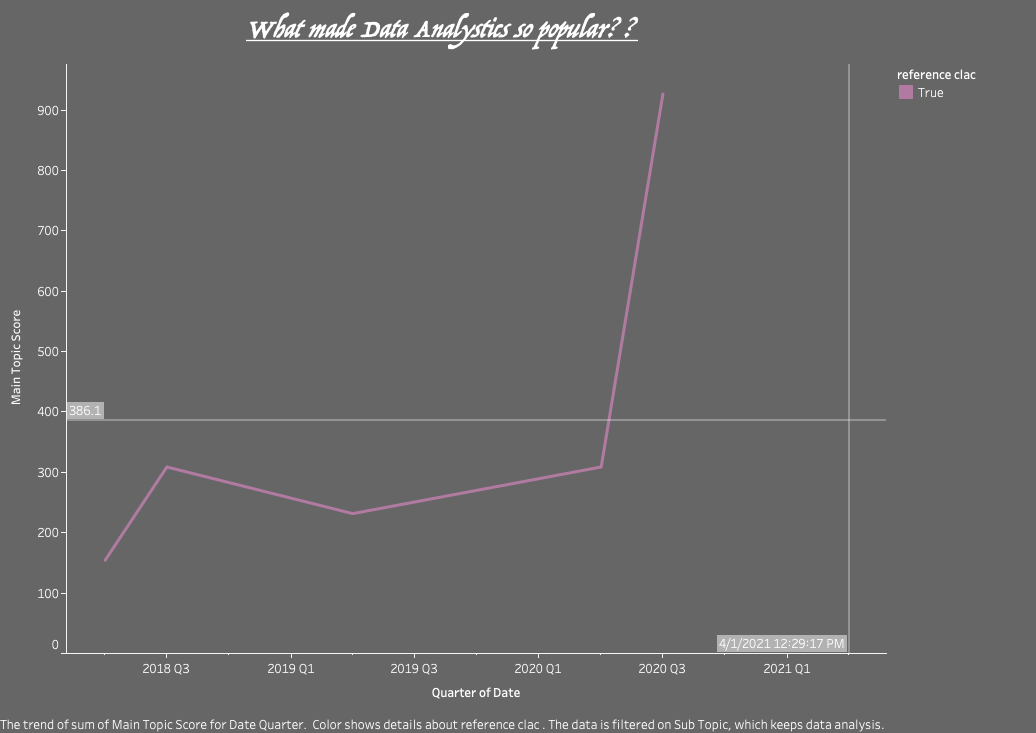 What made Data Analystics so popular? ?
reference clac
True
900
800
700
600
500
400
300
200
100
0
Main Topic Score
386.1
4/1/2021 12:29:17 PM
2018 Q3
2019 Q1
2019 Q3
2020 Q1
2020 Q3
2021 Q1
Quarter of Date
The trend of sum of Main Topic Score for Date Quarter.  Color shows details about reference clac . The data is filtered on Sub Topic, which keeps data analysis.